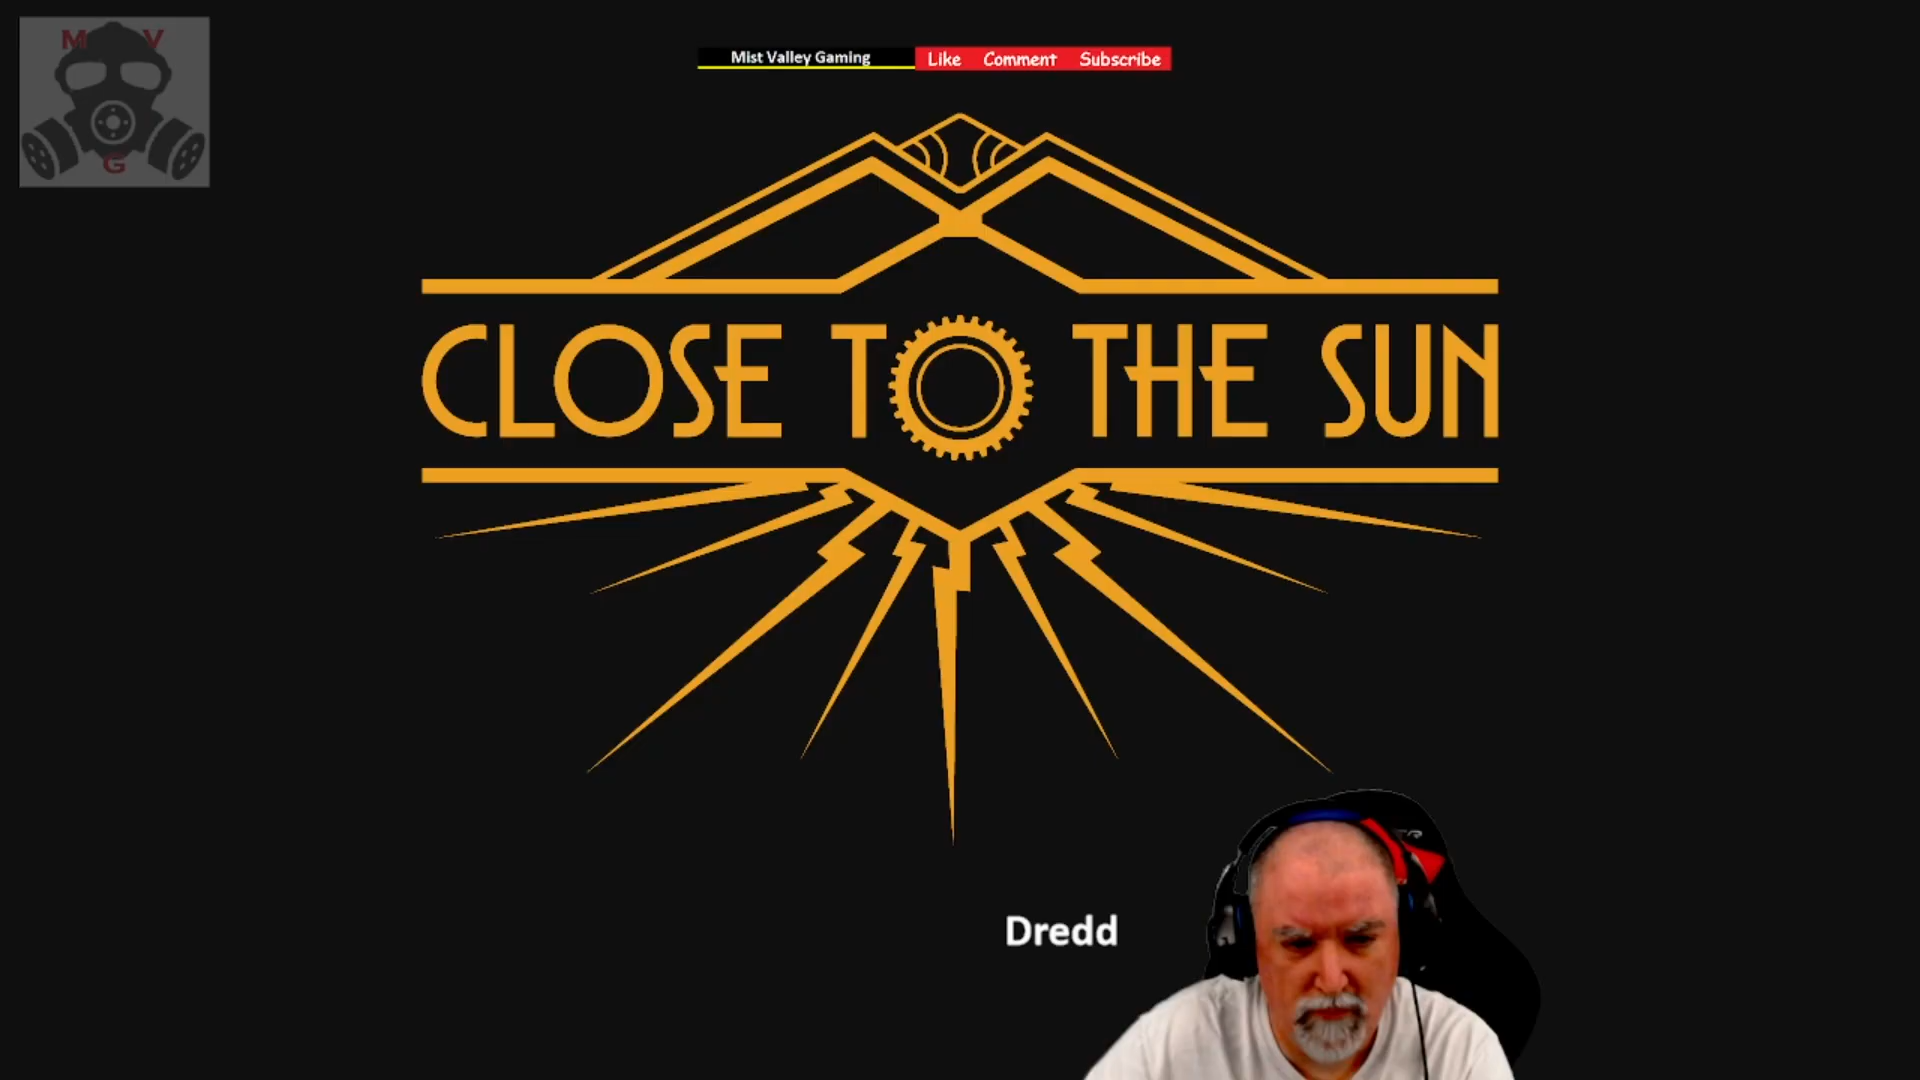 M V
G
Mist Valley Gaming Like Comment Subscribe
CLOSE TO THE SUN
Dredd